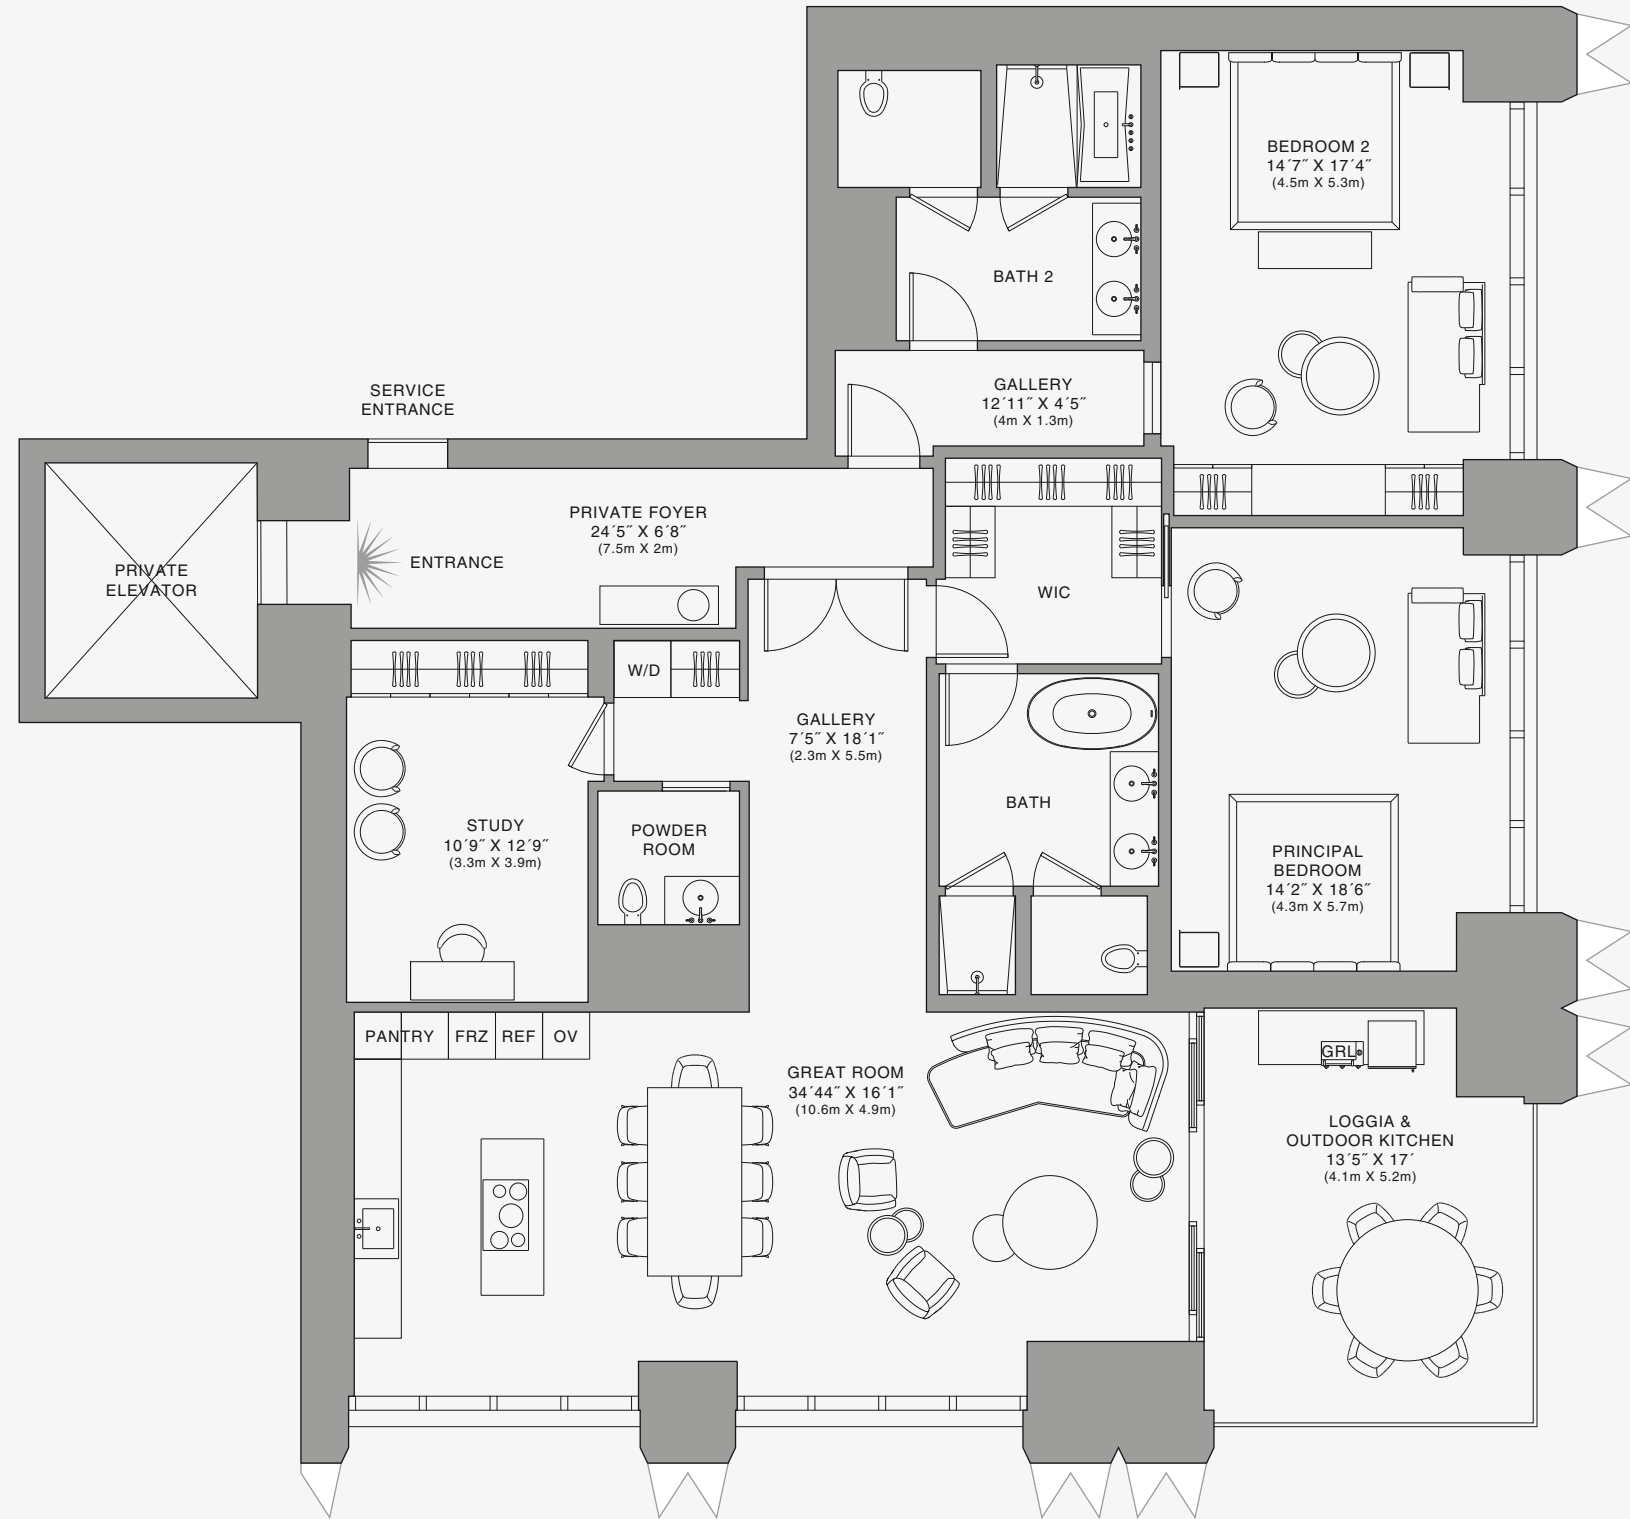 BEDROOM 2
14´7˝ X 17´4˝
(4.5m X 5.3m)
BATH 2
GALLERY
12´11˝ X 4´5˝
(4m X 1.3m)
SERVICE
ENTRANCE
PRIVATE FOYER
24´5˝ X 6´8˝
(7.5m X 2m)
ENTRANCE
PRIVATE
ELEVATOR
WIC
W/D
GALLERY
7´5˝ X 18´1˝
(2.3m X 5.5m)
BATH
STUDY
10´9˝ X 12´9˝
(3.3m X 3.9m)
POWDER
ROOM
PRINCIPAL
BEDROOM
14´2˝ X 18´6˝
(4.3m X 5.7m)
PANTRY
FRZ
REF
OV
GREAT ROOM
34´44˝ X 16´1˝
(10.6m X 4.9m)
GRL
LOGGIA &
OUTDOOR KITCHEN
13´5˝ X 17´
(4.1m X 5.2m)